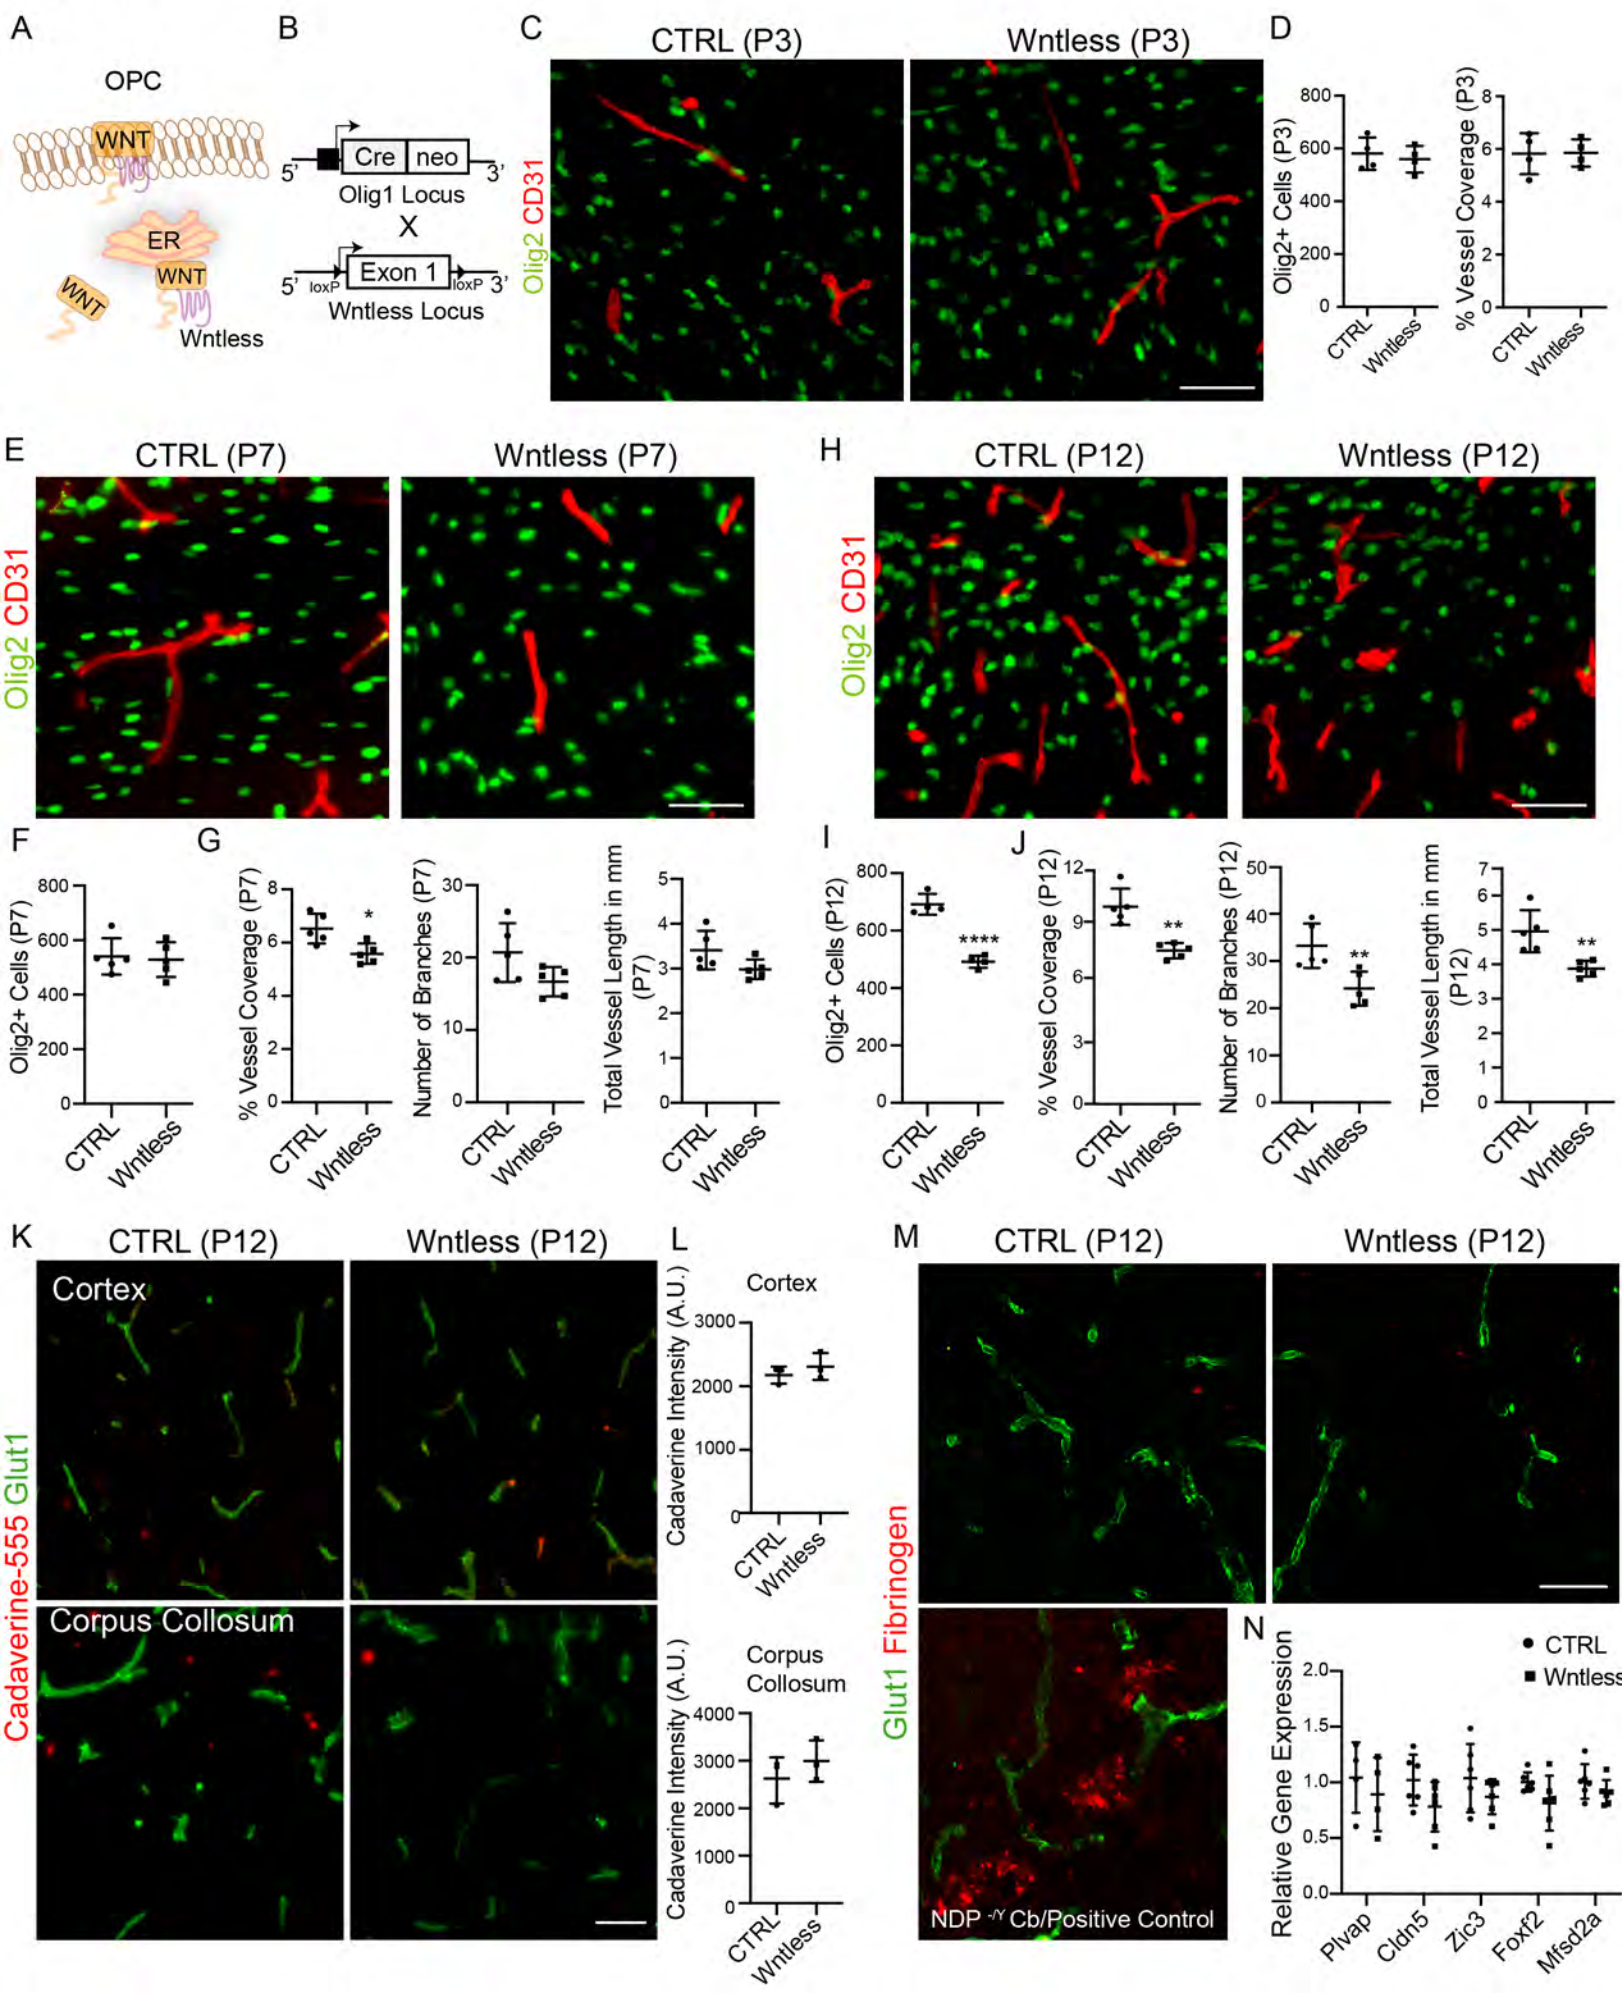 A
OPC
WNT
ER
WNT
WNT
Wntless
B
Cre neo
5' 3'
Olig1 Locus
X
Exon 1
5' loxP loxP 3'
Wntless Locus
C
CTRL (P3) Wntless (P3)
Olig2 CD31
D
Olig2+ Cells (P3)
800
600
400
200
0
CTRL
Wntless
% Vessel Coverage (P3)
8
6
4
2
0
CTRL
Wntless
E
CTRL (P7) Wntless (P7)
Olig2 CD31
H
CTRL (P12) Wntless (P12)
Olig2 CD31
F
Olig2+ Cells (P7)
800
600
400
200
0
CTRL
Wntless
G
% Vessel Coverage (P7)
8
6
4
2
0
*
CTRL
Wntless
Number of Branches (P7)
30
20
10
0
CTRL
Wntless
Total Vessel Length in mm
(P7)
5
4
3
2
1
0
CTRL
Wntless
I
Olig2+ Cells (P12)
800
600
400
200
0
****
CTRL
Wntless
J
% Vessel Coverage (P12)
12
9
6
3
0
**
CTRL
Wntless
Number of Branches (P12)
50
40
30
20
10
0
**
CTRL
Wntless
Total Vessel Length in mm
(P12)
7
6
5
4
3
2
1
0
**
CTRL
Wntless
K
CTRL (P12) Wntless (P12)
Cadaverine-555 Glut1
Cortex
Corpus Collosum
L
Cortex
Cadaverine Intensity (A.U.)
3000
2000
1000
0
CTRL
Wntless
Corpus
Collosum
Cadaverine Intensity (A.U.)
4000
3000
2000
1000
0
CTRL
Wntless
M
CTRL (P12) Wntless (P12)
Glut1 Fibrinogen
NDP -/Y Cb/Positive Control
N
CTRL
Wntless
Relative Gene Expression
2.0
1.5
1.0
0.5
0.0
Plvap
Cldn5
Zic3
Foxf2
Mfsd2a